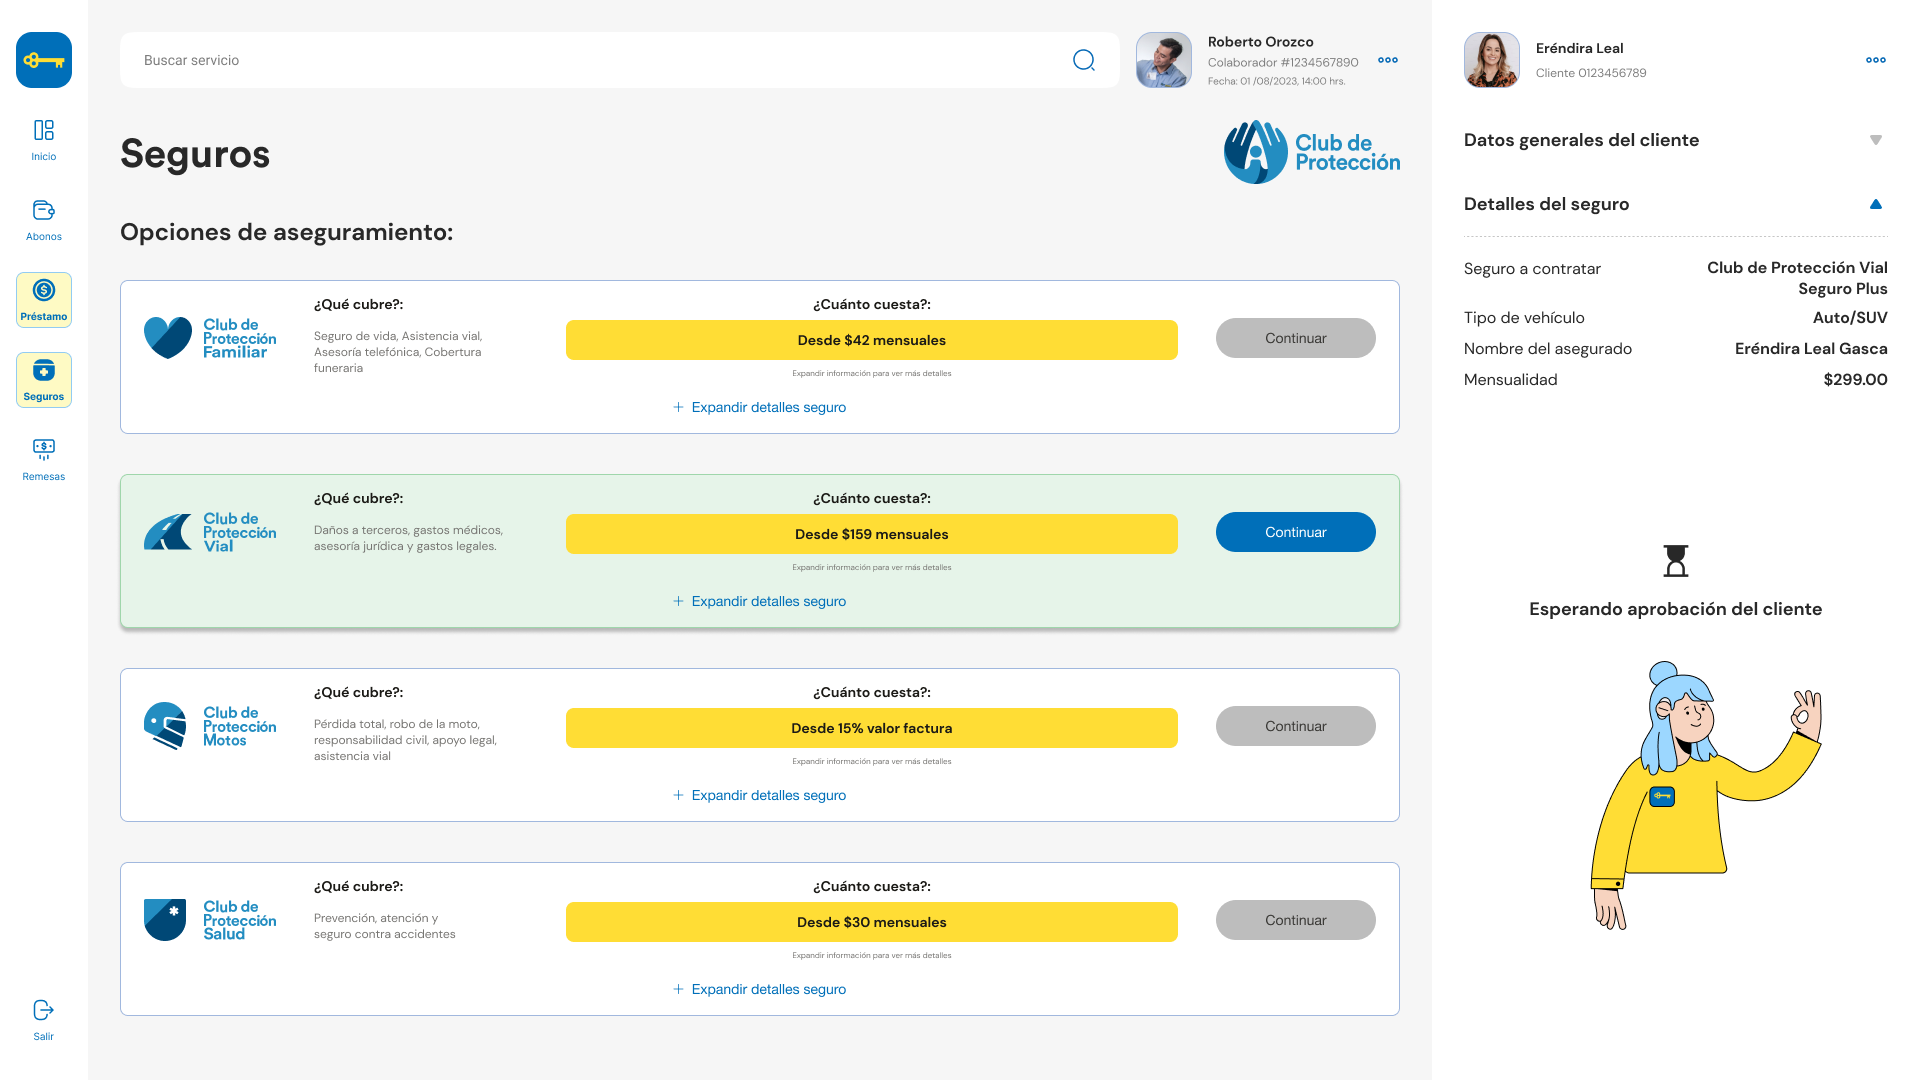 Buscar servicio
Roberto Orozco
Colaborador #1234567890
Fecha: 01 /08/2023, 14:00 hrs.
Eréndira Leal
Cliente 0123456789
Inicio
Abonos
Préstamo
Seguros
Remesas
Salir
Seguros
Club de
Protección
Opciones de aseguramiento:
Club de
Protección
Familiar
¿Qué cubre?:
Seguro de vida, Asistencia vial,
Asesoría telefónica, Cobertura
funeraria
¿Cuánto cuesta?:
Desde $42 mensuales
Expandir información para ver más detalles
Continuar
+ Expandir detalles seguro
Club de
Protección
Vial
¿Qué cubre?:
Daños a terceros, gastos médicos,
asesoría jurídica y gastos legales.
¿Cuánto cuesta?:
Desde $159 mensuales
Expandir información para ver más detalles
Continuar
+ Expandir detalles seguro
Club de
Protección
Motos
¿Qué cubre?:
Pérdida total, robo de la moto,
responsabilidad civil, apoyo legal,
asistencia vial
¿Cuánto cuesta?:
Desde 15% valor factura
Expandir información para ver más detalles
Continuar
+ Expandir detalles seguro
Club de
Protección
Salud
¿Qué cubre?:
Prevención, atención y
seguro contra accidentes
¿Cuánto cuesta?:
Desde $30 mensuales
Expandir información para ver más detalles
Continuar
+ Expandir detalles seguro
Datos generales del cliente
Detalles del seguro
Seguro a contratar Club de Protección Vial
Seguro Plus
Tipo de vehículo Auto/SUV
Nombre del asegurado Eréndira Leal Gasca
Mensualidad $299.00
Esperando aprobación del cliente